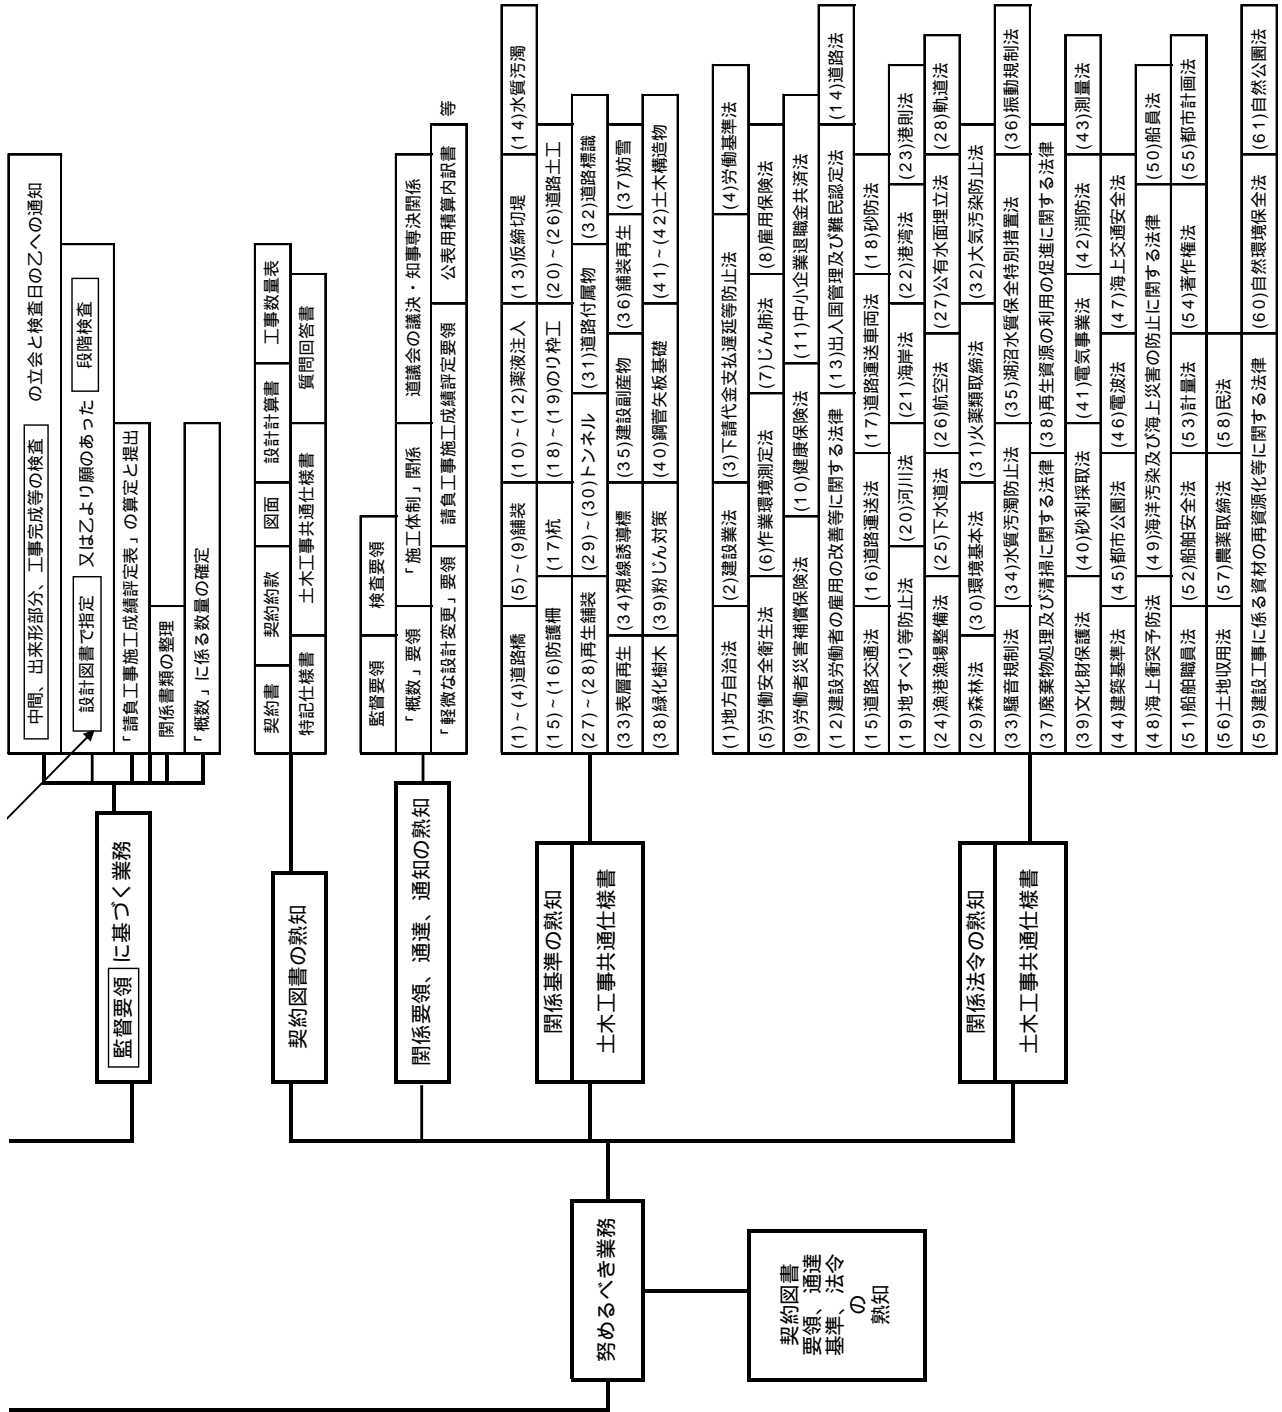 監督要領 に基づく業務
中間、出来形部分、工事完成等の検査 の立会と検査日の乙への通知
設計図書で指定 又は乙より願のあった 段階検査
「請負工事施工成績評定表」の算定と提出
関係書類の整理
「概数」に係る数量の確定
努めるべき業務
契約図書
要領、通達
基準、法令
の
熟知
契約図書の熟知
契約書 契約約款 図面 設計計算書 工事数量表
特記仕様書 土木工事共通仕様書 質問回答書
関係要領、通達、通知の熟知
監督要領 検査要領
「概数」要領 「施工体制」関係 道議会の議決・知事専決関係
「軽微な設計変更」要領 請負工事施工成績評定要領 公表用積算内訳書 等
関係基準の熟知
土木工事共通仕様書
(1)~(4)道路橋 (5)~(9)舗装 (10)~(12)薬液注入 (13)仮締切堤 (14)水質汚濁
(15)~(16)防護柵 (17)杭 (18)~(19)のり枠工 (20)~(26)道路土工
(27)~(28)再生舗装 (29)~(30)トンネル (31)道路付属物 (32)道路標識
(33)表層再生 (34)視線誘導標 (35)建設副産物 (36)舗装再生 (37)妨雪
(38)緑化樹木 (39)粉じん対策 (40)鋼菅矢板基礎 (41)~(42)土木構造物
関係法令の熟知
土木工事共通仕様書
(1)地方自治法 (2)建設業法 (3)下請代金支払遅延等防止法 (4)労働基準法
(5)労働安全衛生法 (6)作業環境測定法 (7)じん肺法 (8)雇用保険法
(9)労働者災害補償保険法 (10)健康保険法 (11)中小企業退職金共済法
(12)建設労働者の雇用の改善等に関する法律 (13)出入国管理及び難民認定法 (14)道路法
(15)道路交通法 (16)道路運送法 (17)道路運送車両法 (18)砂防法
(19)地すべり等防止法 (20)河川法 (21)海岸法 (22)港湾法 (23)港則法
(24)漁港漁場整備法 (25)下水道法 (26)航空法 (27)公有水面埋立法 (28)軌道法
(29)森林法 (30)環境基本法 (31)火薬類取締法 (32)大気汚染防止法
(33)騒音規制法 (34)水質汚濁防止法 (35)湖沼水質保全特別措置法 (36)振動規制法
(37)廃棄物処理及び清掃に関する法律 (38)再生資源の利用の促進に関する法律
(39)文化財保護法 (40)砂利採取法 (41)電気事業法 (42)消防法 (43)測量法
(44)建築基準法 (45)都市公園法 (46)電波法 (47)海上交通安全法
(48)海上衝突予防法 (49)海洋汚染及び海上災害の防止に関する法律 (50)船員法
(51)船舶職員法 (52)船舶安全法 (53)計量法 (54)著作権法 (55)都市計画法
(56)土地収用法 (57)農薬取締法 (58)民法
(59)建設工事に係る資材の再資源化等に関する法律 (60)自然環境保全法 (61)自然公園法